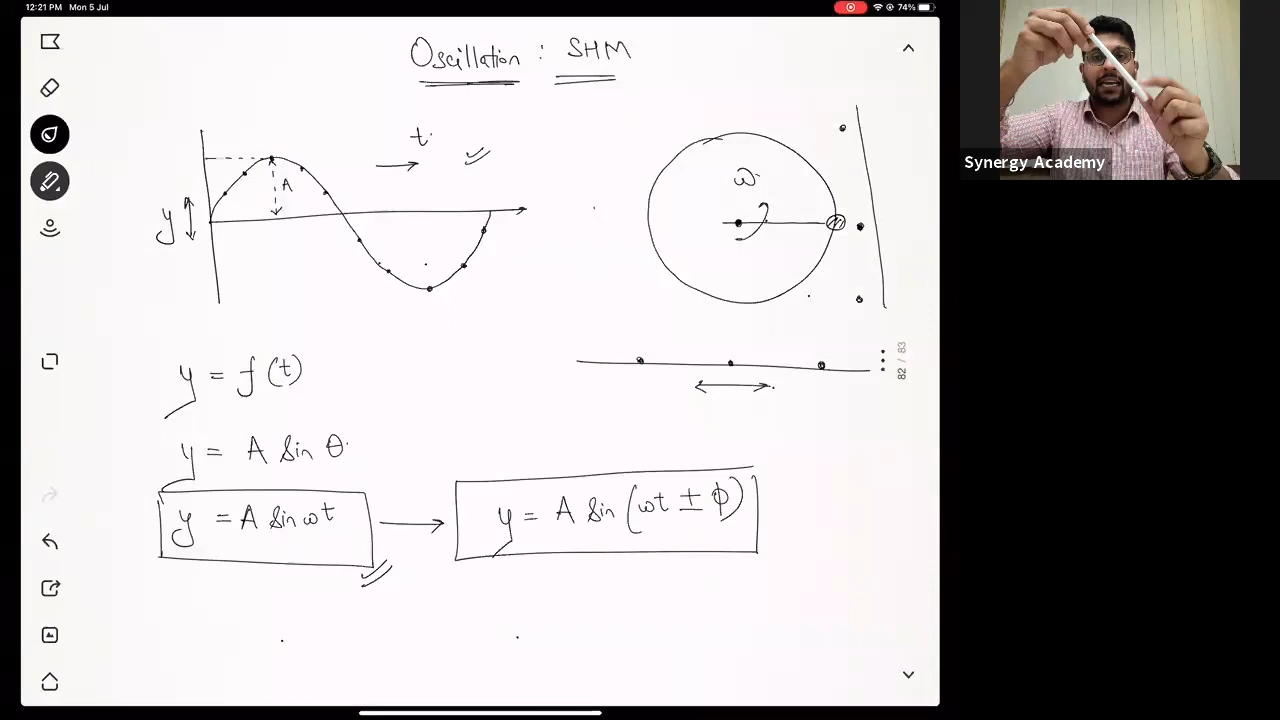 12:21 PM Mon 5 Jul
74%
Oscillation : SHM
Synergy Academy
t
A
y
ω
82 / 83
y = f (t)
y = A sin θ
y = A sin ωt
y = A sin (ωt ± ϕ)